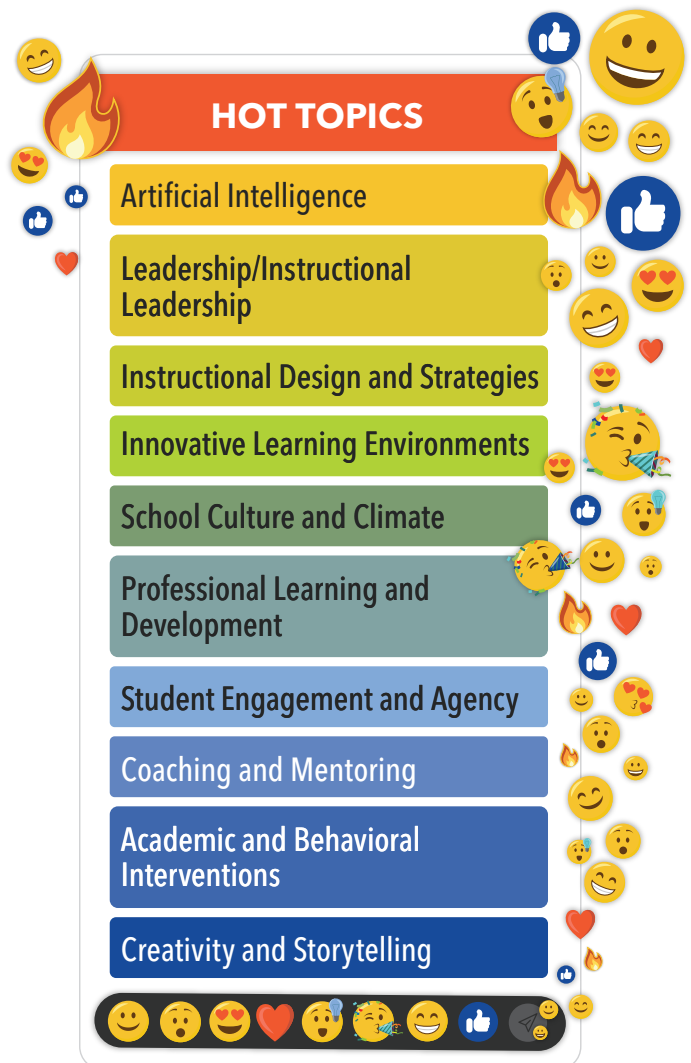 HOT TOPICS
Artificial Intelligence
Leadership/Instructional
Leadership
Instructional Design and Strategies
Innovative Learning Environments
School Culture and Climate
Professional Learning and
Development
Student Engagement and Agency
Coaching and Mentoring
Academic and Behavioral
Interventions
Creativity and Storytelling